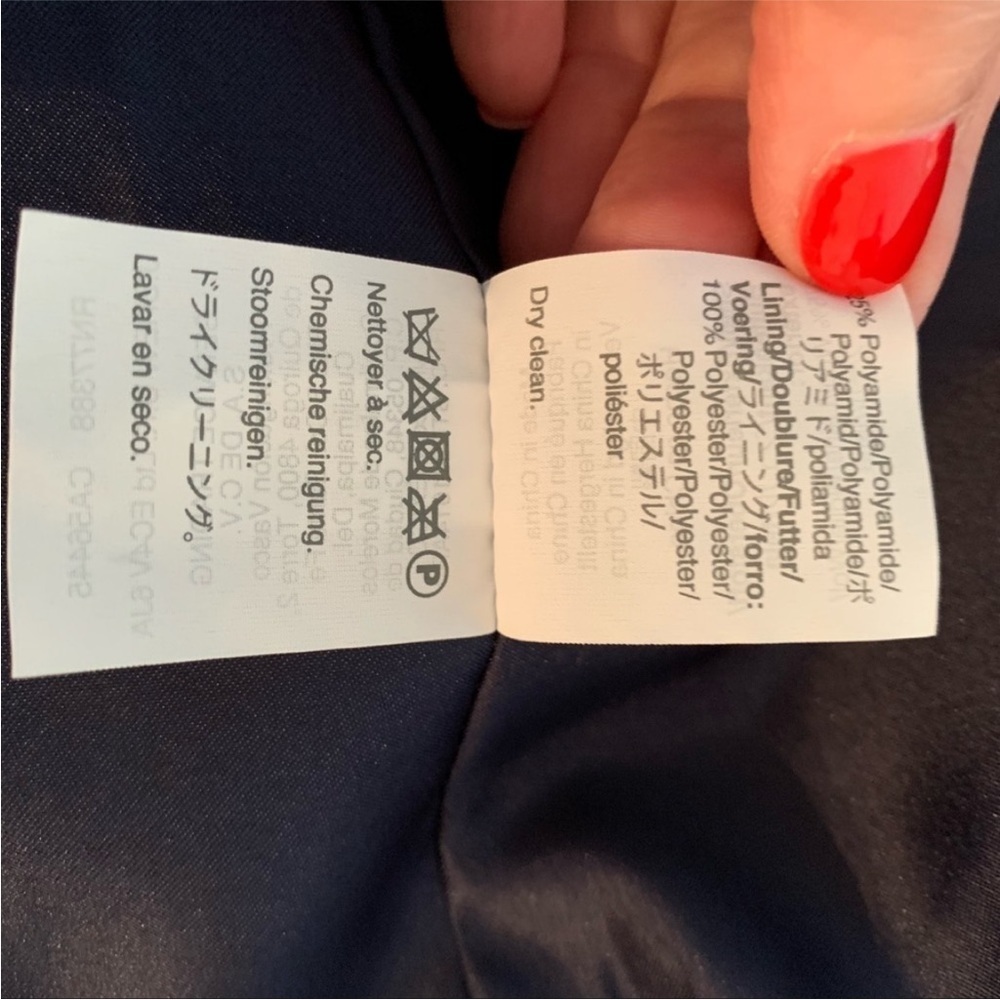 Polyamide/Polyamide/
Polyamid/Polyamide/ポ
リアミド/poliamida
Lining/Doublure/Futter/
Voering/ライニング/forro:
100% Polyester/Polyester/
Polyester/Polyester/
ポリエステル/
poliéster
Dry clean.
P
Nettoyer à sec.
Chemische reinigung.
Stoomreinigen.
ドライクリーニング。
Lavar en seco.